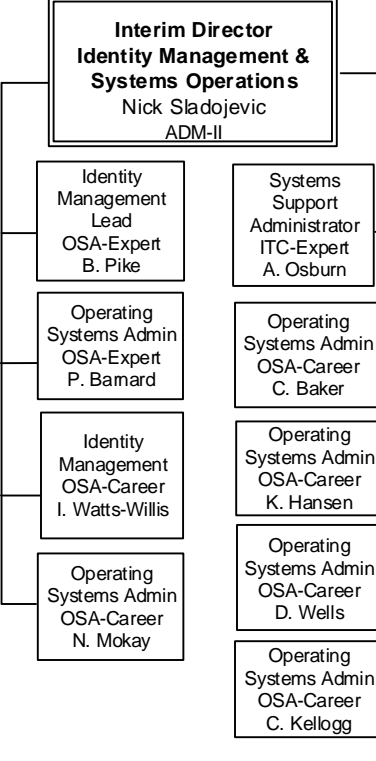 Interim Director
Identity Management &
Systems Operations
Nick Sladojevic
ADM-II
Identity
Management
Lead
OSA-Expert
B. Pike
Operating
Systems Admin
OSA-Expert
P. Barnard
Identity
Management
OSA-Career
I. Watts-Willis
Operating
Systems Admin
OSA-Career
N. Mokay
Systems
Support
Administrator
ITC-Expert
A. Osburn
Operating
Systems Admin
OSA-Career
C. Baker
Operating
Systems Admin
OSA-Career
K. Hansen
Operating
Systems Admin
OSA-Career
D. Wells
Operating
Systems Admin
OSA-Career
C. Kellogg